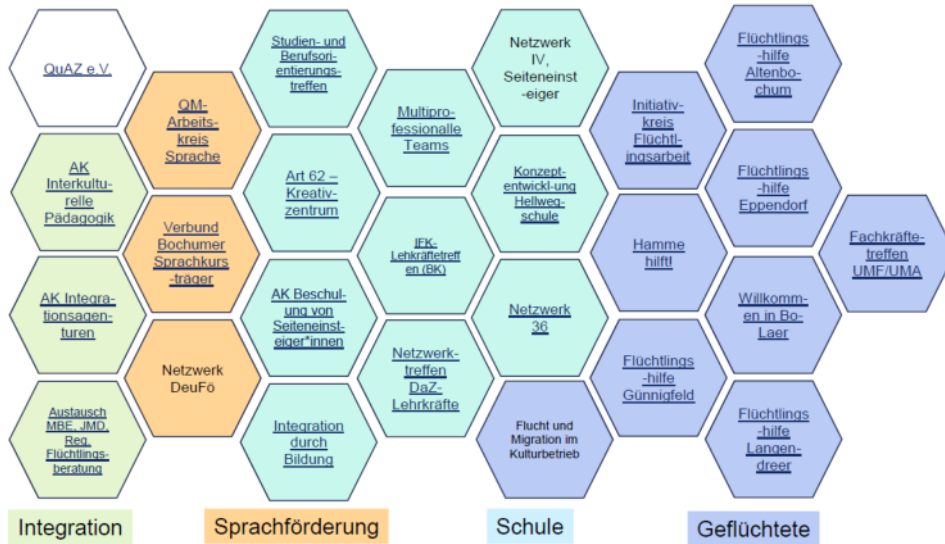 QuAZ e.V.
AK
Interkultu-
relle
Pädagogik
AK Integra-
tionsagen-
turen
Austausch
MBE, JMD,
Reg.
Flüchtlings-
beratung
QM-
Arbeits-
kreis
Sprache
Verbund
Bochumer
Sprachkurs
-träger
Netzwerk
DeuFö
Studien- und
Berufsori-
entierungs-
treffen
Art 62 –
Kreativ-
zentrum
AK Beschul-
ung von
Seiteneinst-
eiger*innen
Integration
durch
Bildung
Multipro-
fessionalle
Teams
IFK-
Lehrkräftetreff
en (BK)
Netzwerk-
treffen
DaZ-
Lehrkräfte
Netzwerk
IV,
Seiteneinst
-eiger
Konzept-
entwickl-ung
Hellweg-
schule
Netzwerk
36
Flucht und
Migration im
Kulturbetrieb
Initiativ-
kreis
Flüchtl-
ingsarbeit
Hamme
hilft!
Flüchtlings
-hilfe
Günnigfeld
Flüchtlings
-hilfe
Altenbo-
chum
Flüchtlings
-hilfe
Eppendorf
Willkomm-
en in Bo-
Laer
Flüchtlings
-hilfe
Langen-
dreer
Fachkräfte-
treffen
UMF/UMA
Integration
Sprachförderung
Schule
Geflüchtete